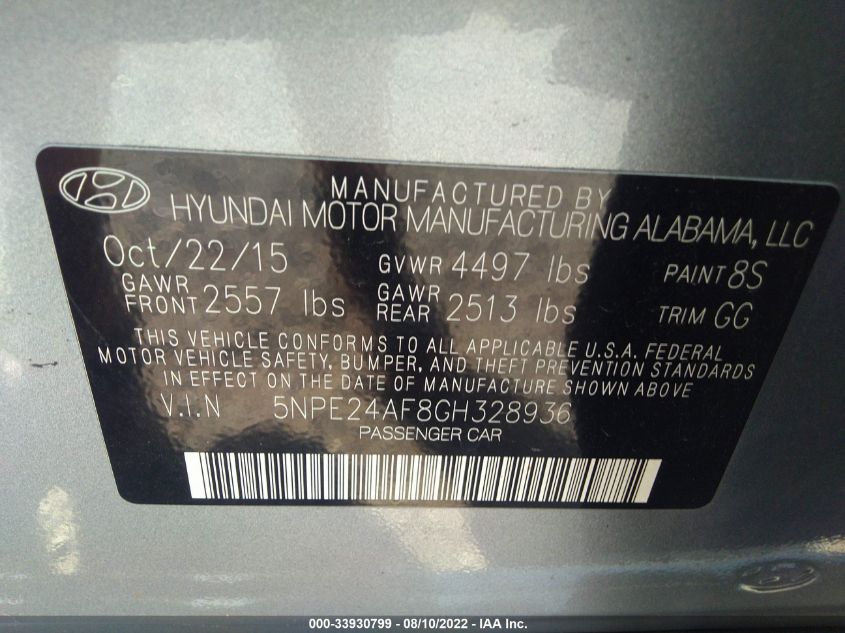 MANUFACTURED BY
HYUNDAI MOTOR MANUFACTURING ALABAMA, LLC
Oct/22/15 GVWR 4497 lbs PAINT 8S
GAWR FRONT 2557 lbs GAWR REAR 2513 lbs TRIM GG
THIS VEHICLE CONFORMS TO ALL APPLICABLE U.S.A. FEDERAL
MOTOR VEHICLE SAFETY, BUMPER, AND THEFT PREVENTION STANDARDS
IN EFFECT ON THE DATE OF MANUFACTURE SHOWN ABOVE
V.I.N 5NPE24AF8GH328936
PASSENGER CAR
000-33930799 - 08/10/2022 - IAA Inc.